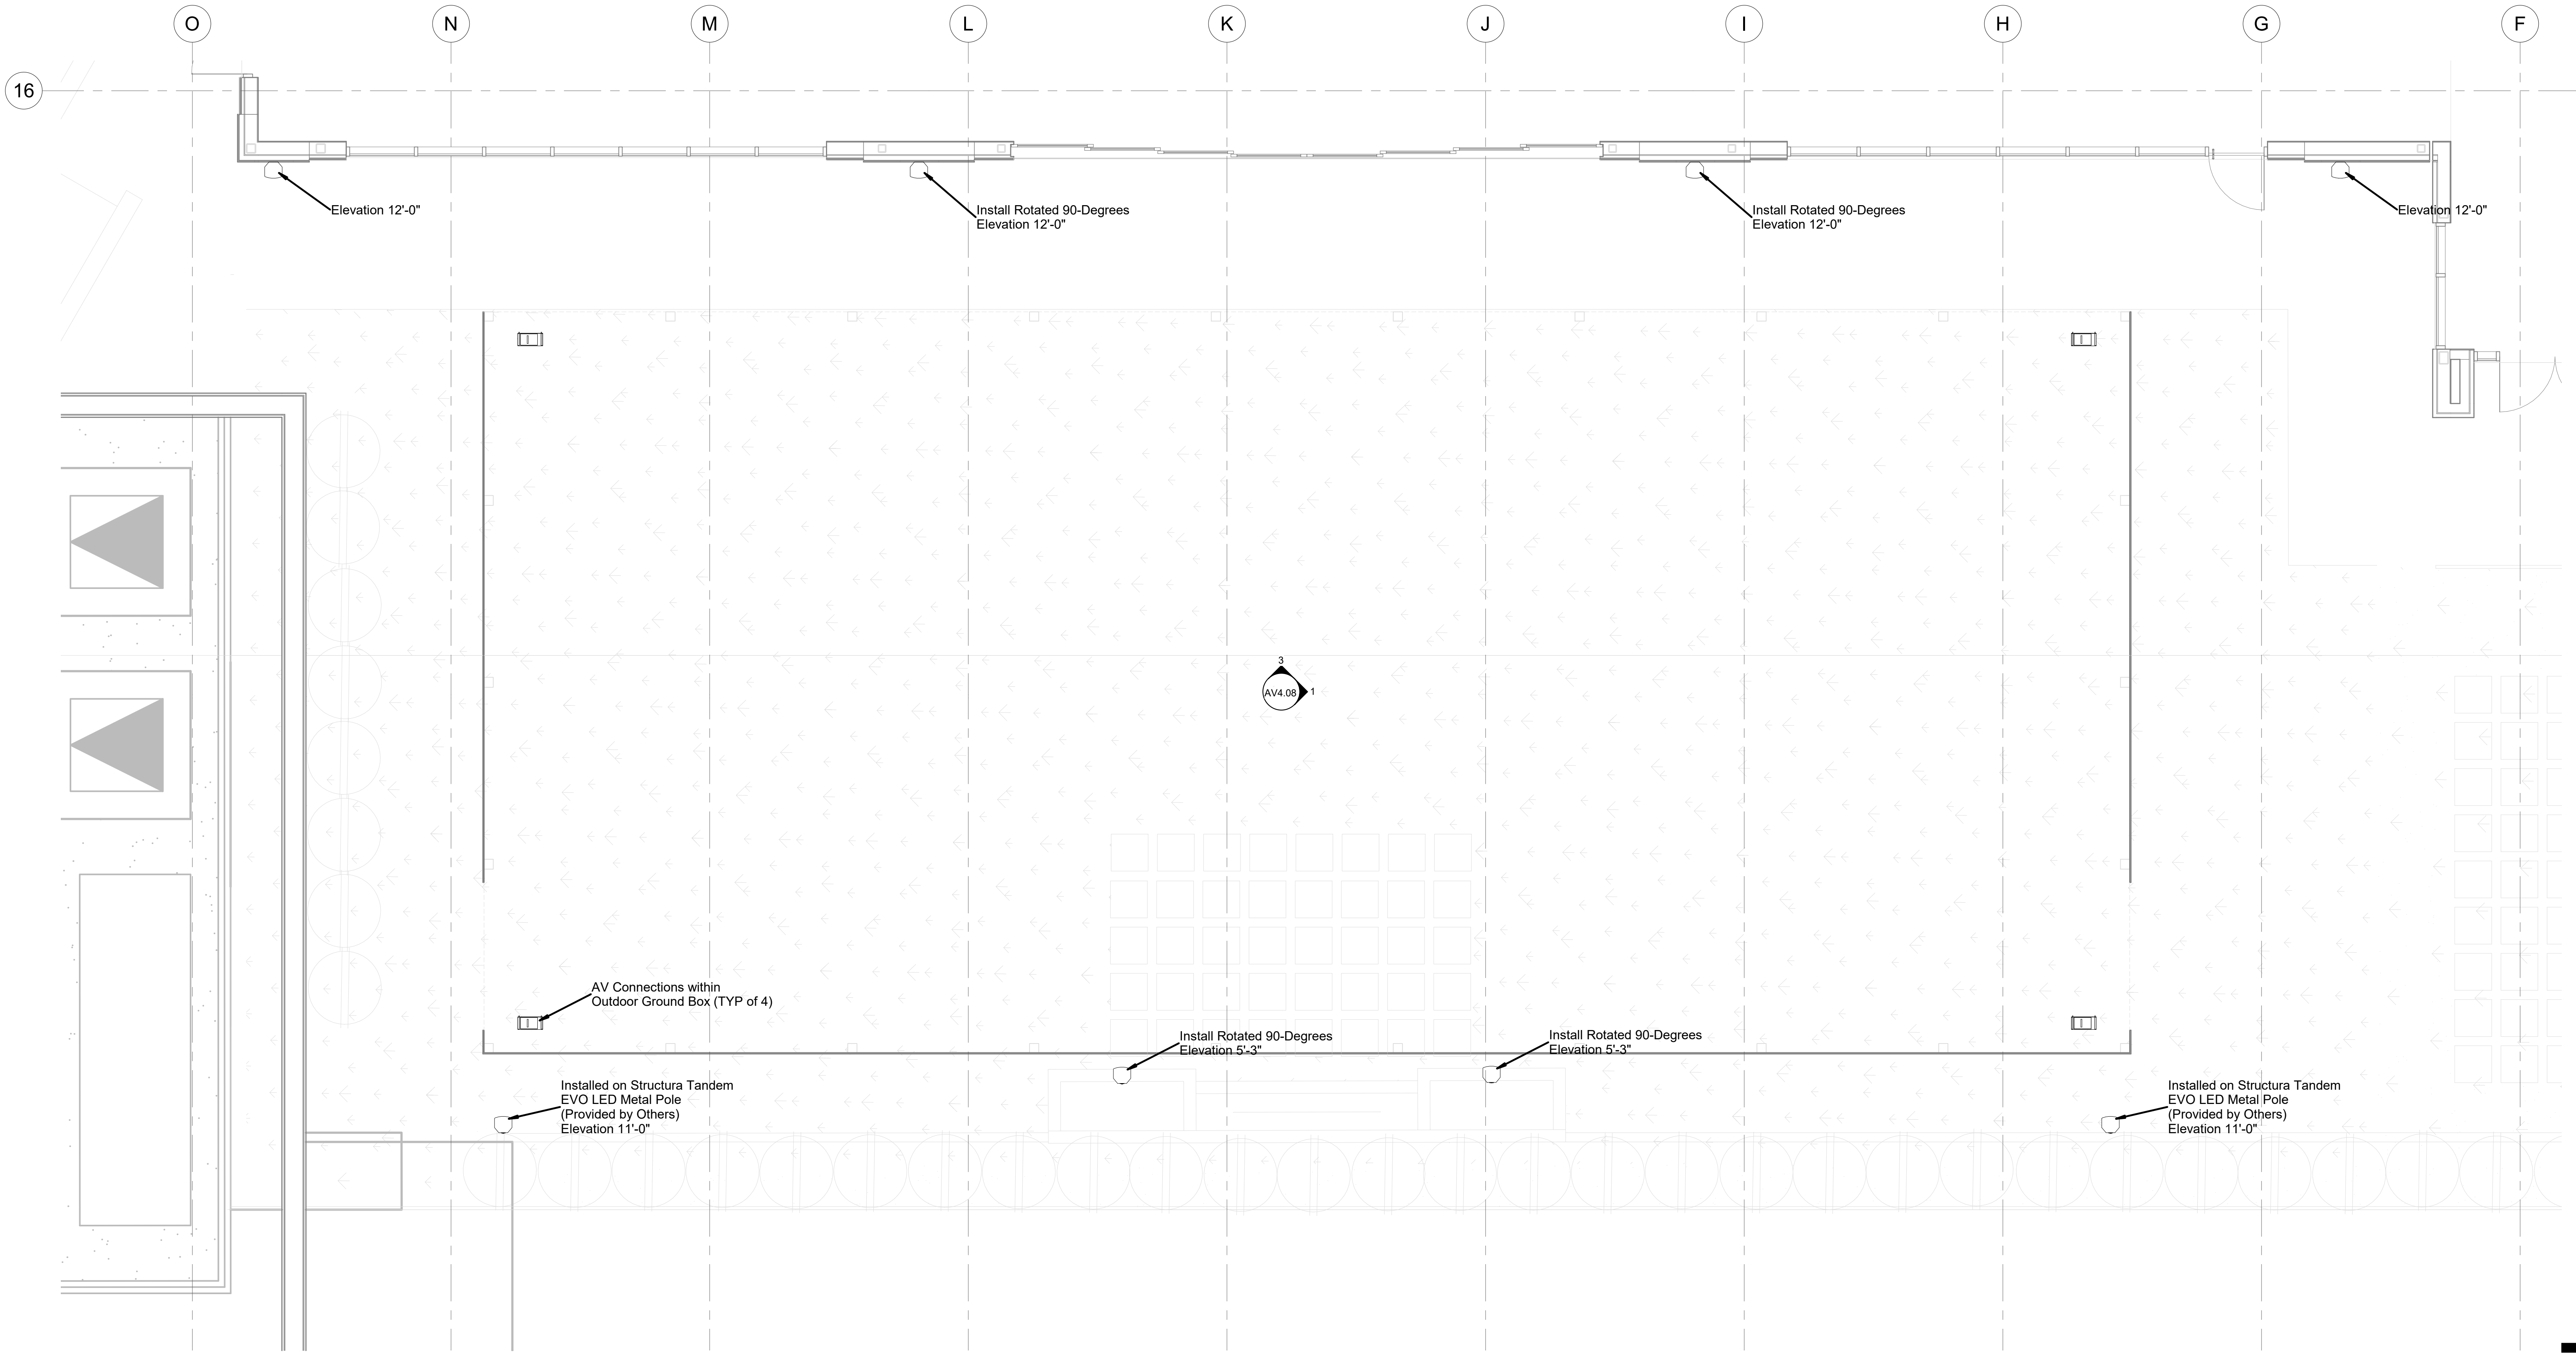 O
N
M
L
K
J
I
H
G
F
16
Elevation 12'-0"
Install Rotated 90-Degrees
Elevation 12'-0"
Install Rotated 90-Degrees
Elevation 12'-0"
Elevation 12'-0"
3
AV4.08
1
AV Connections within
Outdoor Ground Box (TYP of 4)
Install Rotated 90-Degrees
Elevation 5'-3"
Install Rotated 90-Degrees
Elevation 5'-3"
Installed on Structura Tandem
EVO LED Metal Pole
(Provided by Others)
Elevation 11'-0"
Installed on Structura Tandem
EVO LED Metal Pole
(Provided by Others)
Elevation 11'-0"